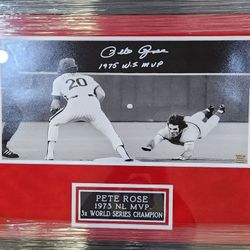 Pete Rose
1975 W.S. MVP
20
PETE ROSE
1973 NL MVP
3x WORLD SERIES CHAMPION